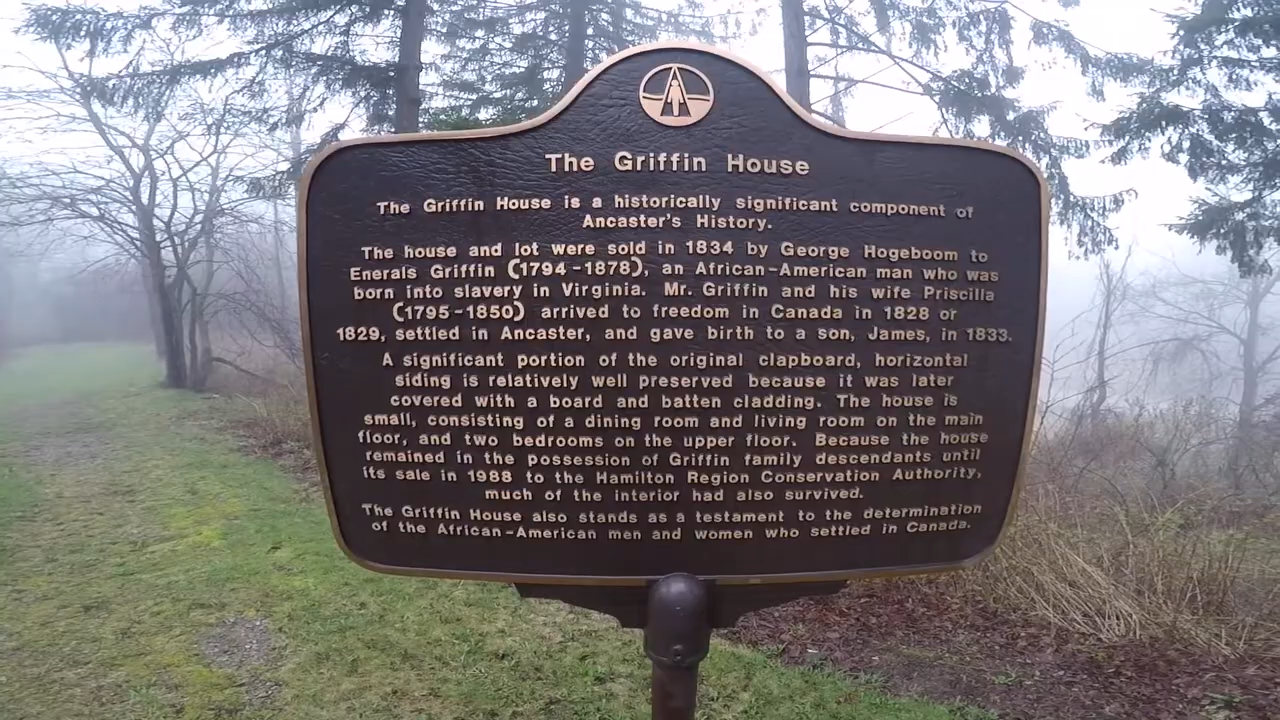 The Griffin House
The Griffin House is a historically significant component of
Ancaster's History.
The house and lot were sold in 1834 by George Hogeboom to
Enerals Griffin (1794-1878), an African-American man who was
born into slavery in Virginia. Mr. Griffin and his wife Priscilla
(1795-1850) arrived to freedom in Canada in 1828 or
1829, settled in Ancaster, and gave birth to a son, James, in 1833.
A significant portion of the original clapboard, horizontal
siding is relatively well preserved because it was later
covered with a board and batten cladding. The house is
small, consisting of a dining room and living room on the main
floor, and two bedrooms on the upper floor. Because the house
remained in the possession of Griffin family descendants until
its sale in 1988 to the Hamilton Region Conservation Authority,
much of the interior had also survived.
The Griffin House also stands as a testament to the determination
of the African-American men and women who settled in Canada.